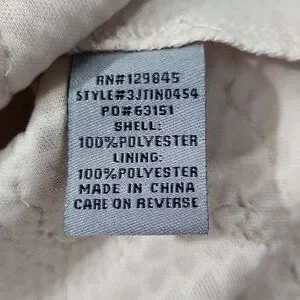 RN#129845
STYLE#3JTIN0454
PO#63151
SHELL:
100%POLYESTER
LINING:
100%POLYESTER
MADE IN CHINA
CARE ON REVERSE